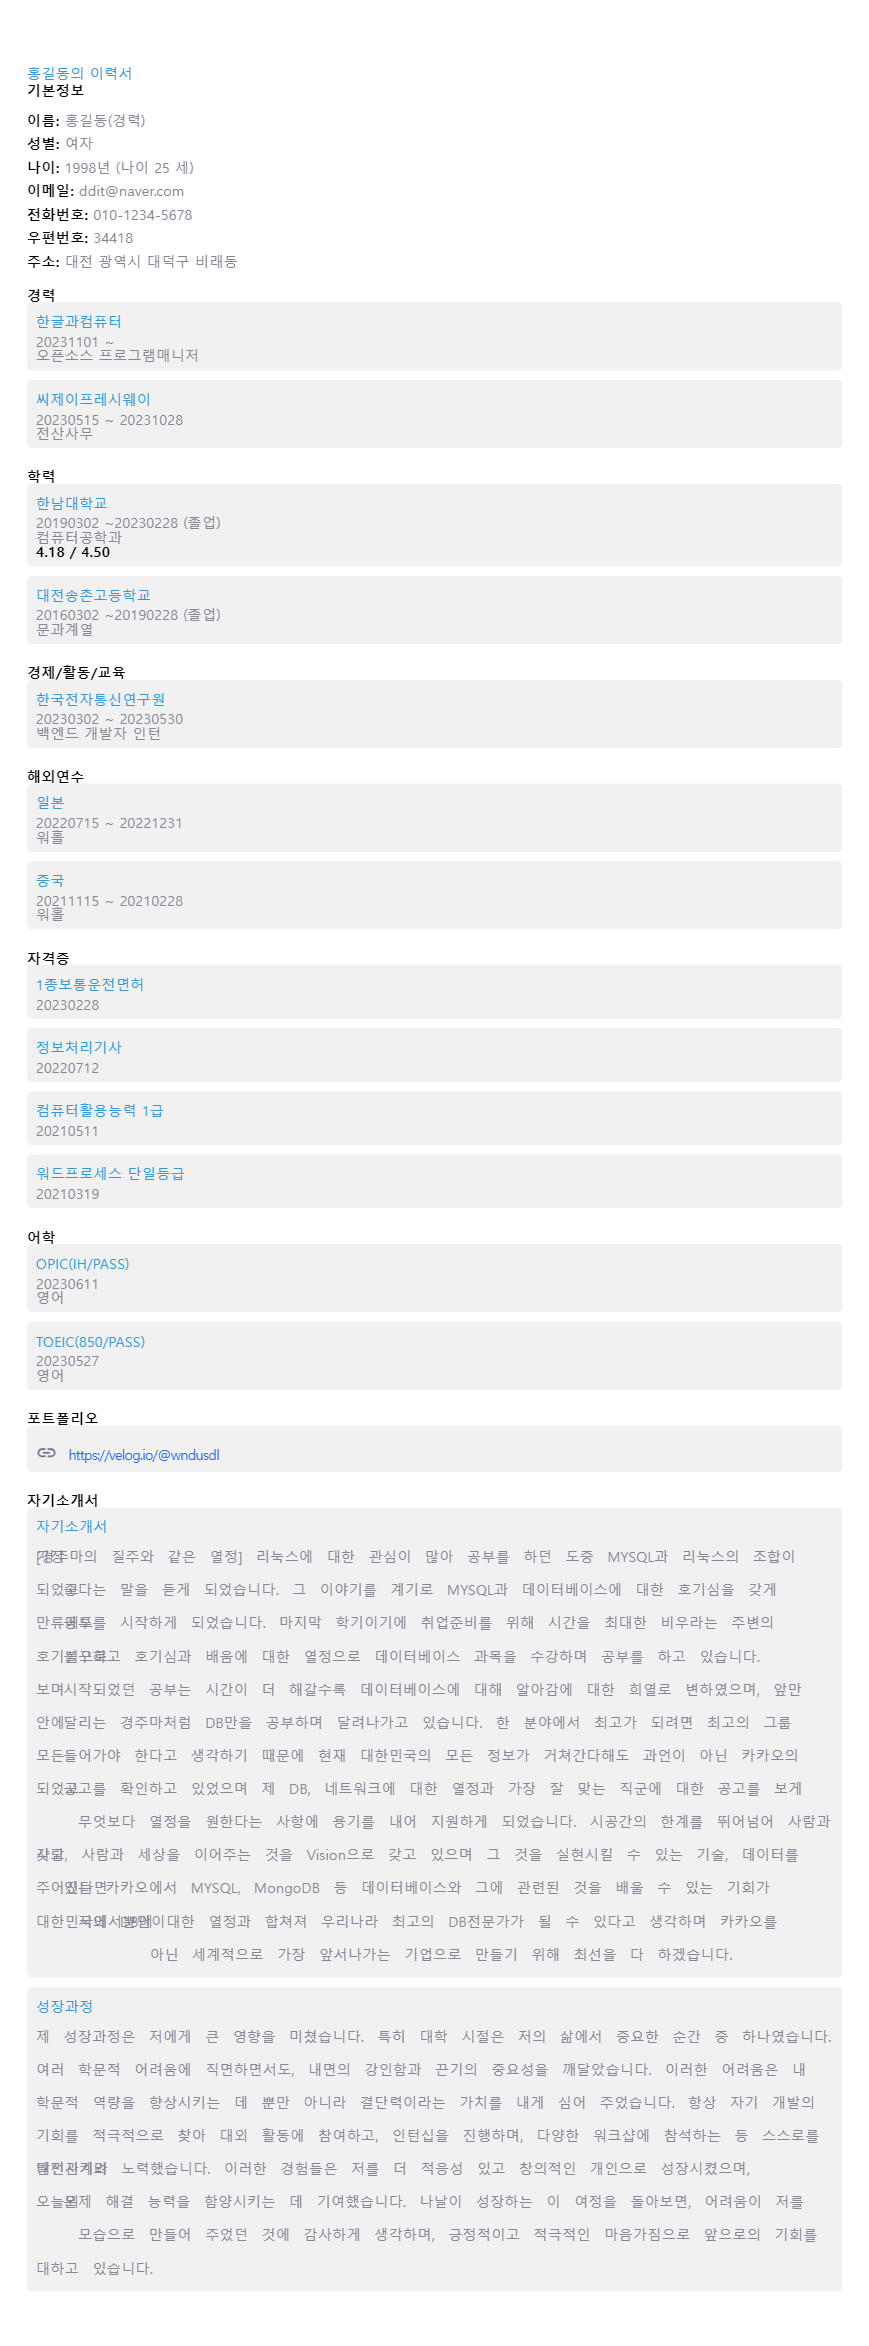 홍길동의 이력서
기본정보
이름: 홍길동(경력)
성별: 여자
나이: 1998년 (나이 25 세)
이메일: ddit@naver.com
전화번호: 010-1234-5678
우편번호: 34418
주소: 대전 광역시 대덕구 비래동
경력
한글과컴퓨터
20231101 ~
오픈소스 프로그램매니저
씨제이프레시웨이
20230515 ~ 20231028
전산사무
학력
한남대학교
20190302 ~20230228 (졸업)
컴퓨터공학과
4.18 / 4.50
대전송촌고등학교
20160302 ~20190228 (졸업)
문과계열
경제/활동/교육
한국전자통신연구원
20230302 ~ 20230530
백엔드 개발자 인턴
해외연수
일본
20220715 ~ 20221231
워홀
중국
20211115 ~ 20210228
워홀
자격증
1종보통운전면허
20230228
정보처리기사
20220712
컴퓨터활용능력 1급
20210511
워드프로세스 단일등급
20210319
어학
OPIC(IH/PASS)
20230611
영어
TOEIC(850/PASS)
20230527
영어
포트폴리오
https://velog.io/@wndusdl
자기소개서
자기소개서
질주와 같은 열정] 리눅스에 대한 관심이 많아 공부를 하던 도중 MYSQL과 리눅스의 조합이
말을 듣게 되었습니다. 그 이야기를 계기로 MYSQL과 데이터베이스에 대한 호기심을 갖게
시작하게 되었습니다. 마지막 학기이기에 취업준비를 위해 시간을 최대한 비우라는 주변의
호기심과 배움에 대한 열정으로 데이터베이스 과목을 수강하며 공부를 하고 있습니다.
보며시작되었던 공부는 시간이 더 해갈수록 데이터베이스에 대해 알아감에 대한 희열로 변하였으며, 앞만
안에달리는 경주마처럼 DB만을 공부하며 달려나가고 있습니다. 한 분야에서 최고가 되려면 최고의 그룹
모든들어가야 한다고 생각하기 때문에 현재 대한민국의 모든 정보가 거쳐간다해도 과언이 아닌 카카오의
확인하고 있었으며 제 DB, 네트워크에 대한 열정과 가장 잘 맞는 직군에 대한 공고를 보게
무엇보다 열정을 원한다는 사항에 용기를 내어 지원하게 되었습니다. 시공간의 한계를 뛰어넘어 사람과
사람과 세상을 이어주는 것을 Vision으로 갖고 있으며 그 것을 실현시킬 수 있는 기술, 데이터를
카카오에서 MYSQL, MongoDB 등 데이터베이스와 그에 관련된 것을 배울 수 있는 기회가
대한 열정과 합쳐져 우리나라 최고의 DB전문가가 될 수 있다고 생각하며 카카오를
아닌 세계적으로 가장 앞서나가는 기업으로 만들기 위해 최선을 다 하겠습니다.
성장과정
제 성장과정은 저에게 큰 영향을 미쳤습니다. 특히 대학 시절은 저의 삶에서 중요한 순간 중 하나였습니다.
여러 학문적 어려움에 직면하면서도, 내면의 강인함과 끈기의 중요성을 깨달았습니다. 이러한 어려움은 내
학문적 역량을 향상시키는 데 뿐만 아니라 결단력이라는 가치를 내게 심어 주었습니다. 항상 자기 개발의
기회를 적극적으로 찾아 대외 활동에 참여하고, 인턴십을 진행하며, 다양한 워크샵에 참석하는 등 스스로를
노력했습니다. 이러한 경험들은 저를 더 적응성 있고 창의적인 개인으로 성장시켰으며,
해결 능력을 함양시키는 데 기여했습니다. 나날이 성장하는 이 여정을 돌아보면, 어려움이 저를
모습으로 만들어 주었던 것에 감사하게 생각하며, 긍정적이고 적극적인 마음가짐으로 앞으로의 기회를
대하고 있습니다.